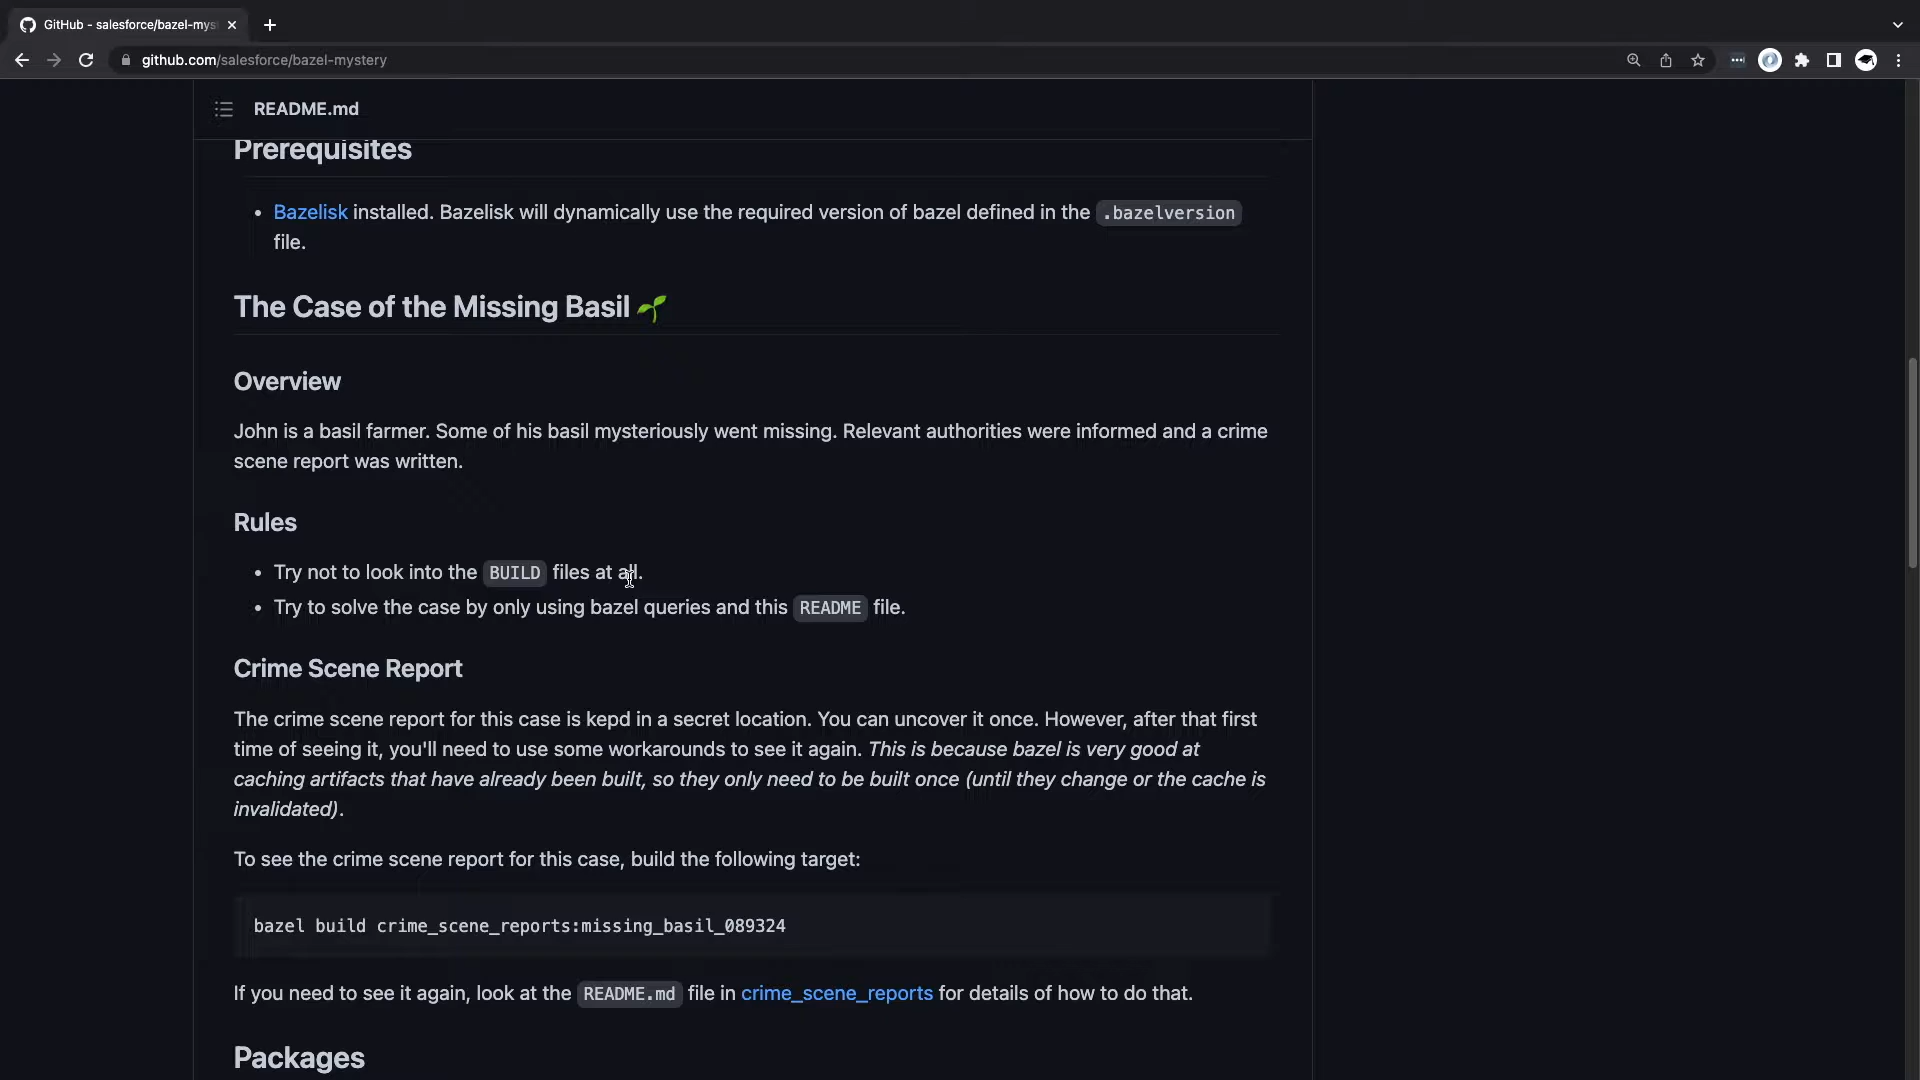 GitHub - salesforce/bazel-mys
github.com/salesforce/bazel-mystery
README.md
Prerequisites
• Bazelisk installed. Bazelisk will dynamically use the required version of bazel defined in the .bazelversion
file.
The Case of the Missing Basil 🌱
Overview
John is a basil farmer. Some of his basil mysteriously went missing. Relevant authorities were informed and a crime
scene report was written.
Rules
• Try not to look into the BUILD files at all.
• Try to solve the case by only using bazel queries and this README file.
Crime Scene Report
The crime scene report for this case is kepd in a secret location. You can uncover it once. However, after that first
time of seeing it, you'll need to use some workarounds to see it again. This is because bazel is very good at
caching artifacts that have already been built, so they only need to be built once (until they change or the cache is
invalidated).
To see the crime scene report for this case, build the following target:
bazel build crime_scene_reports:missing_basil_089324
If you need to see it again, look at the README.md file in crime_scene_reports for details of how to do that.
Packages